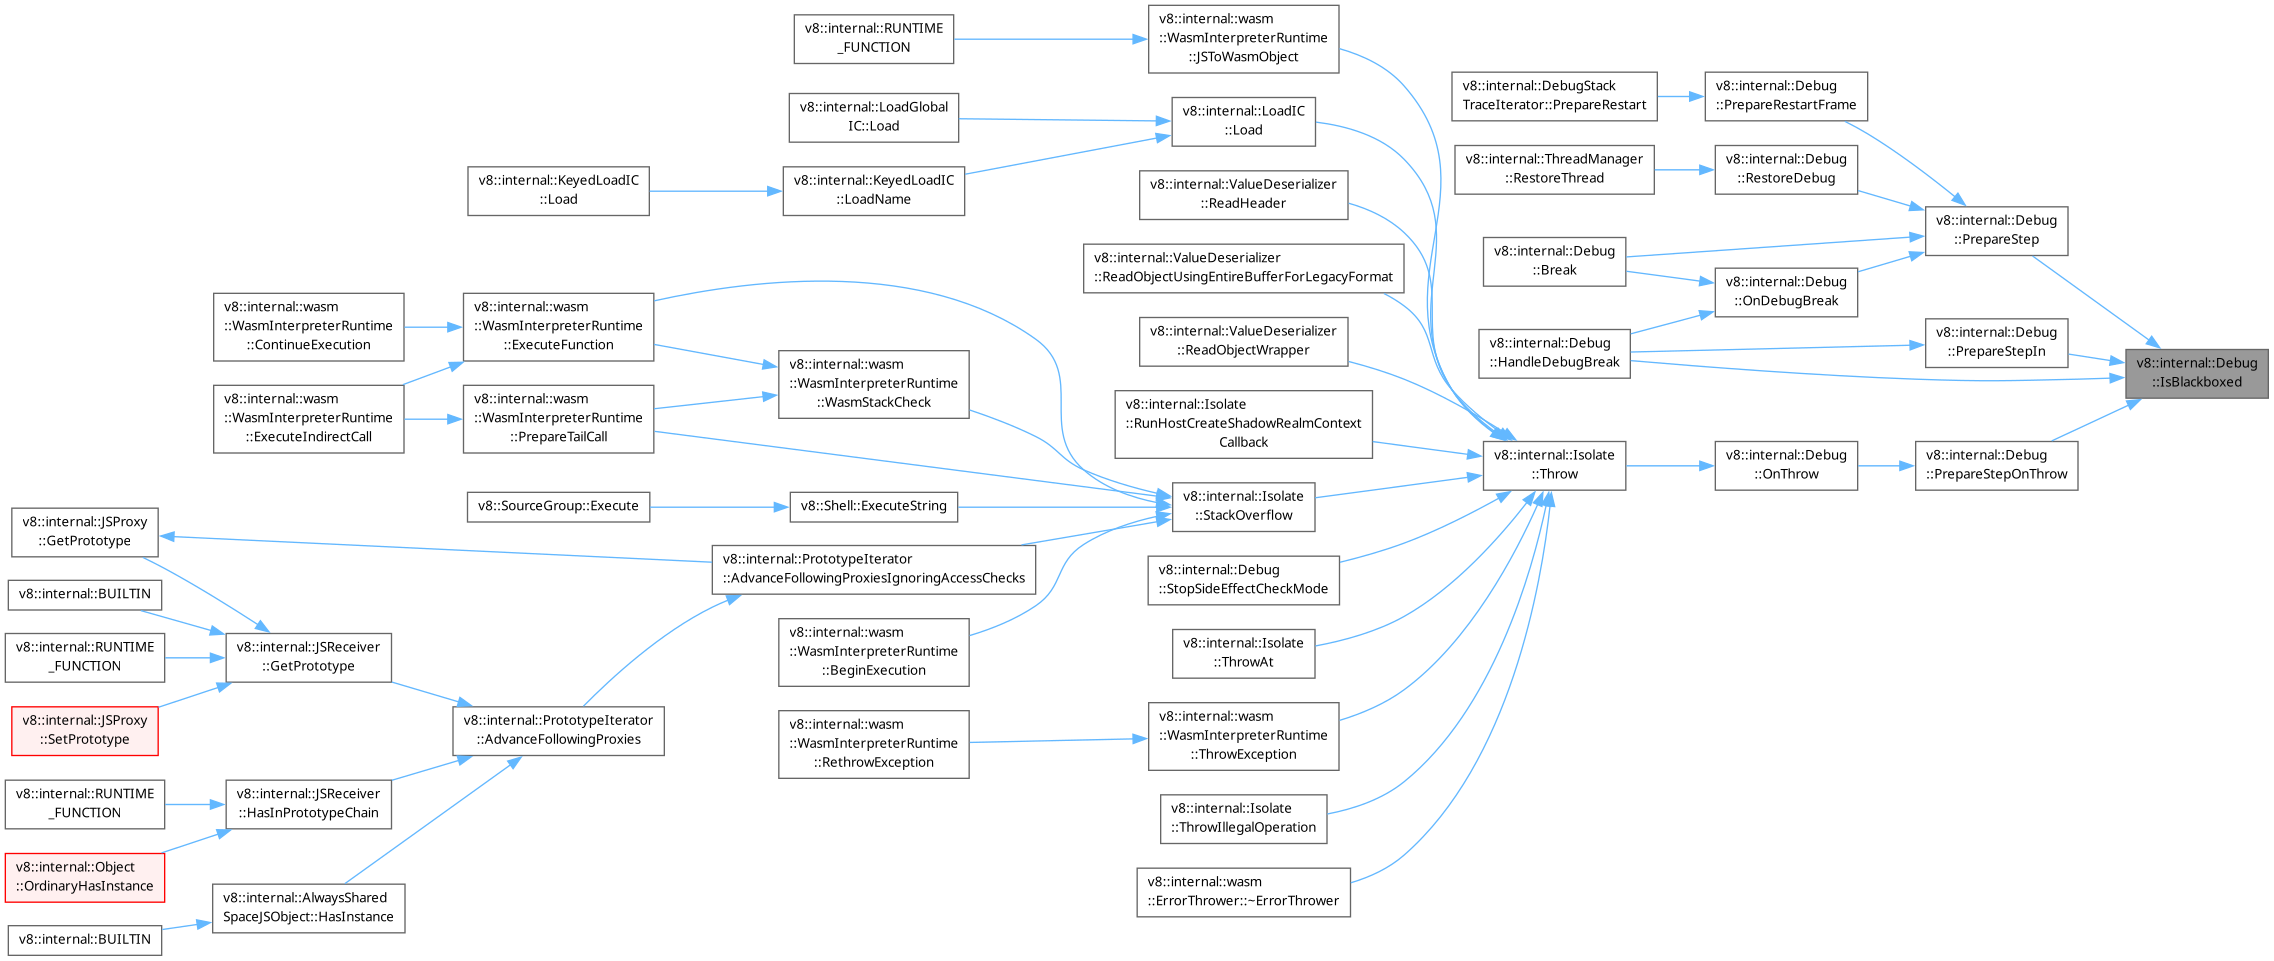 v8::internal::RUNTIME
_FUNCTION
v8::internal::wasm
::WasmInterpreterRuntime
::JSToWasmObject
v8::internal::DebugStack
TraceIterator::PrepareRestart
v8::internal::Debug
::PrepareRestartFrame
v8::internal::LoadGlobal
IC::Load
v8::internal::LoadIC
::Load
v8::internal::ThreadManager
::RestoreThread
v8::internal::Debug
::RestoreDebug
v8::internal::KeyedLoadIC
::Load
v8::internal::KeyedLoadIC
::LoadName
v8::internal::ValueDeserializer
::ReadHeader
v8::internal::Debug
::PrepareStep
v8::internal::ValueDeserializer
::ReadObjectUsingEntireBufferForLegacyFormat
v8::internal::Debug
::Break
v8::internal::Debug
::OnDebugBreak
v8::internal::wasm
::WasmInterpreterRuntime
::ContinueExecution
v8::internal::wasm
::WasmInterpreterRuntime
::ExecuteFunction
v8::internal::ValueDeserializer
::ReadObjectWrapper
v8::internal::Debug
::HandleDebugBreak
v8::internal::Debug
::PrepareStepIn
v8::internal::Debug
::IsBlackboxed
v8::internal::wasm
::WasmInterpreterRuntime
::WasmStackCheck
v8::internal::wasm
::WasmInterpreterRuntime
::ExecuteIndirectCall
v8::internal::wasm
::WasmInterpreterRuntime
::PrepareTailCall
v8::internal::Isolate
::RunHostCreateShadowRealmContext
Callback
v8::internal::Isolate
::Throw
v8::internal::Debug
::OnThrow
v8::internal::Debug
::PrepareStepOnThrow
v8::SourceGroup::Execute
v8::Shell::ExecuteString
v8::internal::Isolate
::StackOverflow
v8::internal::JSProxy
::GetPrototype
v8::internal::PrototypeIterator
::AdvanceFollowingProxiesIgnoringAccessChecks
v8::internal::Debug
::StopSideEffectCheckMode
v8::internal::BUILTIN
v8::internal::RUNTIME
_FUNCTION
v8::internal::JSReceiver
::GetPrototype
v8::internal::wasm
::WasmInterpreterRuntime
::BeginExecution
v8::internal::Isolate
::ThrowAt
v8::internal::JSProxy
::SetPrototype
v8::internal::PrototypeIterator
::AdvanceFollowingProxies
v8::internal::wasm
::WasmInterpreterRuntime
::RethrowException
v8::internal::wasm
::WasmInterpreterRuntime
::ThrowException
v8::internal::RUNTIME
_FUNCTION
v8::internal::JSReceiver
::HasInPrototypeChain
v8::internal::Isolate
::ThrowIllegalOperation
v8::internal::Object
::OrdinaryHasInstance
v8::internal::AlwaysShared
SpaceJSObject::HasInstance
v8::internal::wasm
::ErrorThrower::~ErrorThrower
v8::internal::BUILTIN